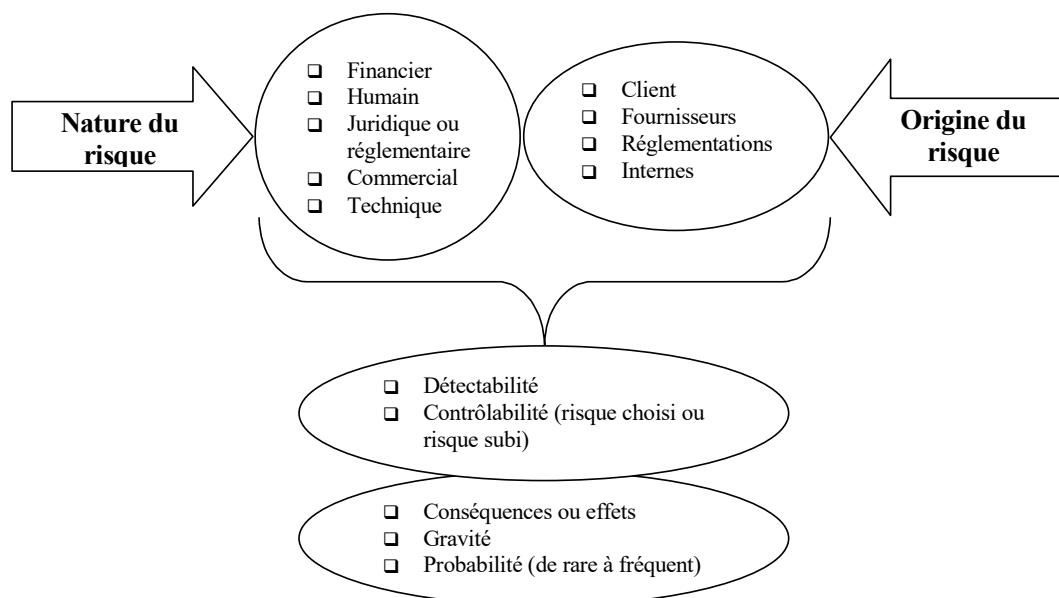 Nature du
risque
❑ Financier
❑ Humain
❑ Juridique ou
réglementaire
❑ Commercial
❑ Technique
❑ Client
❑ Fournisseurs
❑ Réglementations
❑ Internes
Origine du
risque
❑ Détectabilité
❑ Contrôlabilité (risque choisi ou
risque subi)
❑ Conséquences ou effets
❑ Gravité
❑ Probabilité (de rare à fréquent)